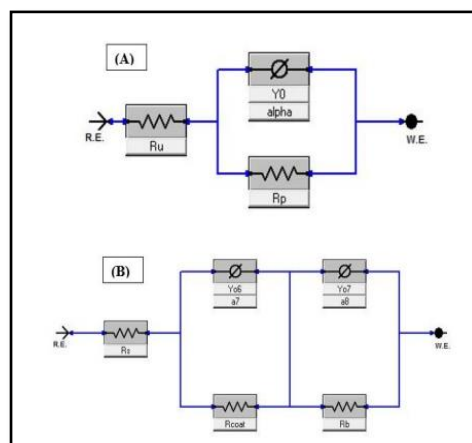 (A)
Y0
alpha
R.E.
Ru
W.E.
Rp
(B)
Yo6
a7
Yo7
a8
R.E.
Rs
W.E.
Rcoat
Rb